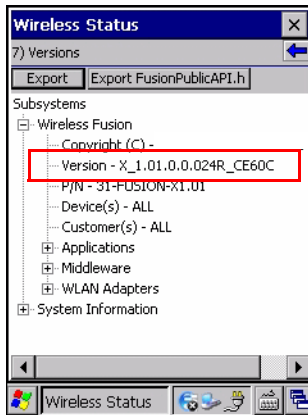 Wireless Status
7) Versions
Export Export FusionPublicAPI.h
Subsystems
Wireless Fusion
Copyright (C) -
Version - X_1.01.0.0.024R_CE60C
P/N - 31-FUSION-X1.01
Device(s) - ALL
Customer(s) - ALL
Applications
Middleware
WLAN Adapters
System Information
Wireless Status